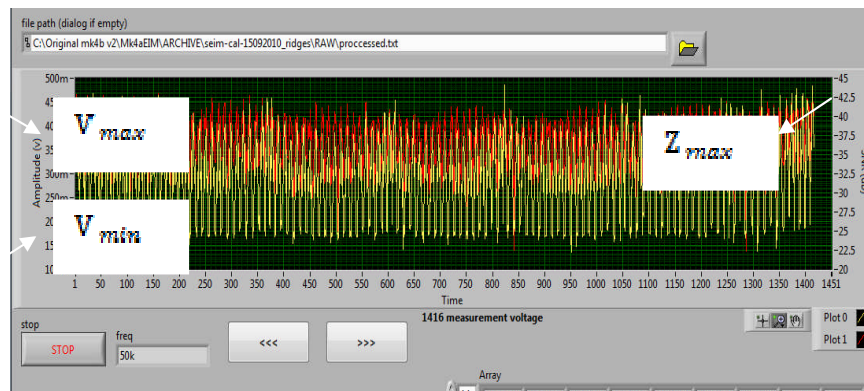 file path (dialog if empty)
C:\Original mk4b v2\Mk4aEIM\ARCHIVE\seim-cal-15092010_ridges\RAW\proccessed.txt
500m
300m
Amplitude (v)
V max
V min
Z max
45
42.5
40
37.5
35
32.5
30
27.5
25
22.5
20
1 50 100 150 200 250 300 350 400 450 500 550 600 650 700 750 800 850 900 950 1000 1050 1100 1150 1200 1250 1300 1350 1400 1451
Time
1416 measurement voltage
stop
STOP
freq
50k
<<<
>>>
Plot 0
Plot 1
Array